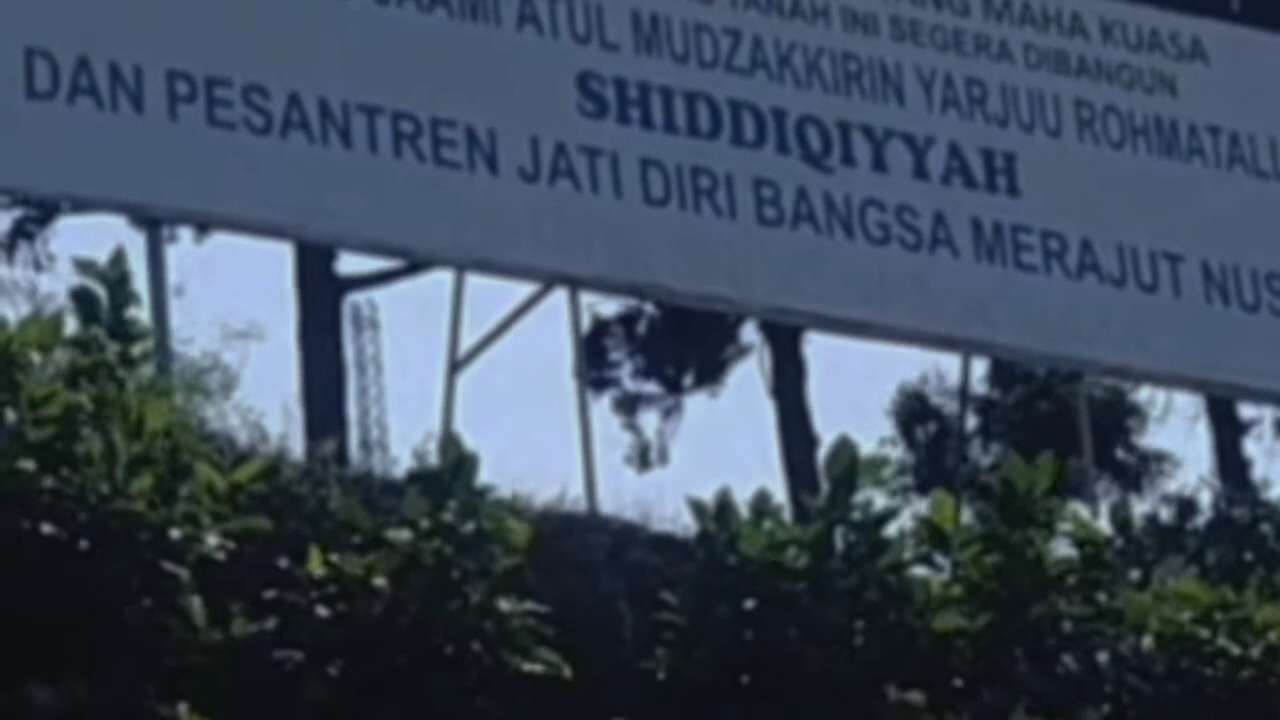 YANG MAHA KUASA
TANAH INI SEGERA DIBANGUN
JAAMI'ATUL MUDZAKKIRIN YARJUU ROHMATALL
SHIDDIQIYYAH
DAN PESANTREN JATI DIRI BANGSA MERAJUT NUS